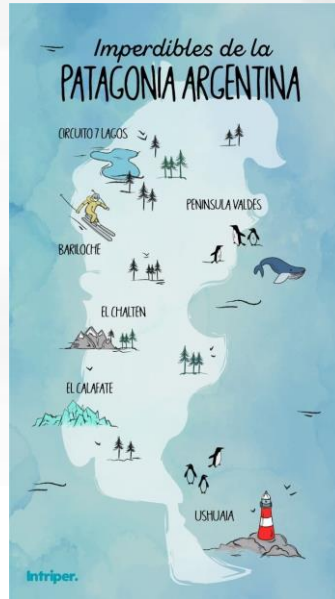 Imperdibles de la
PATAGONIA ARGENTINA
CIRCUITO 7 LAGOS
PENINSULA VALDES
BARILOCHE
EL CHALTEN
EL CALAFATE
USHUAIA
Intriper.